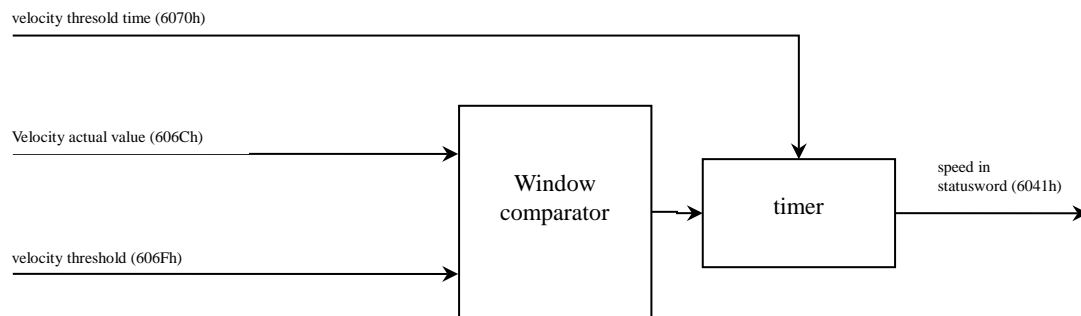 velocity thresold time (6070h)
Velocity actual value (606Ch)
Window
comparator
timer
speed in
statusword (6041h)
velocity threshold (606Fh)